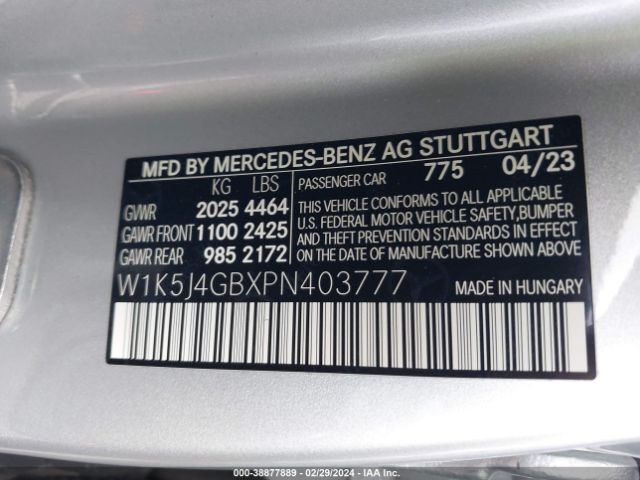 MFD BY MERCEDES-BENZ AG STUTTGART
KG LBS PASSENGER CAR 775 04/23
GVWR 2025 4464
GAWR FRONT 1100 2425
GAWR REAR 985 2172
THIS VEHICLE CONFORMS TO ALL APPLICABLE
U.S. FEDERAL MOTOR VEHICLE SAFETY,BUMPER
AND THEFT PREVENTION STANDARDS IN EFFECT
ON THE DATE OF MANUFACTURE SHOWN ABOVE.
W1K5J4GBXPN403777 MADE IN HUNGARY
000-38877889 - 02/29/2024 - IAA Inc.